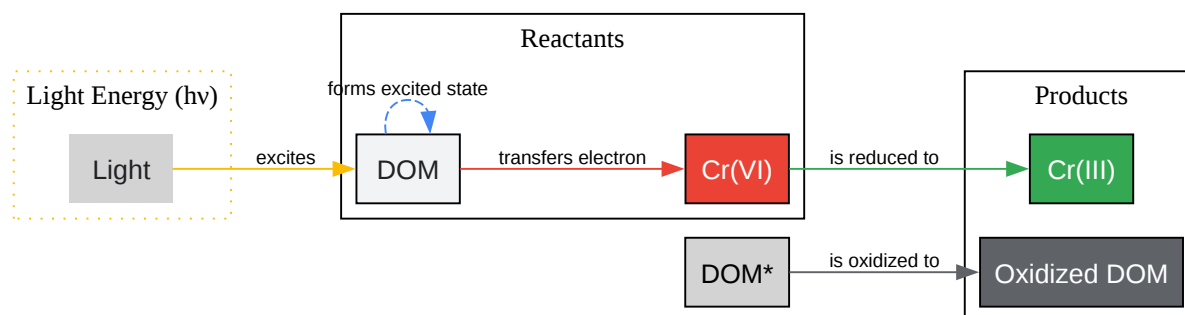 Reactants
forms excited state
Light Energy (hν)
Products
Light
excites
DOM
transfers electron
Cr(VI)
is reduced to
Cr(III)
DOM*
is oxidized to
Oxidized DOM